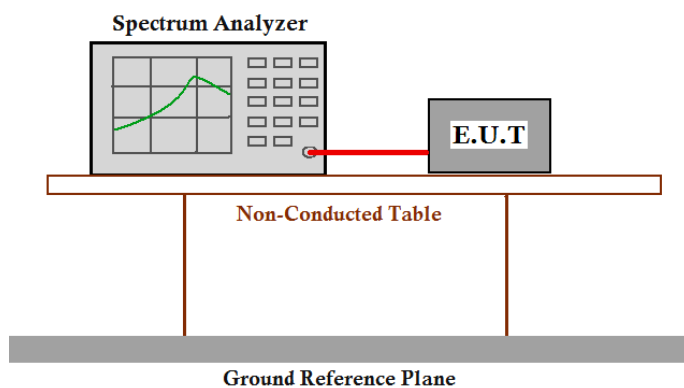 Spectrum Analyzer
E.U.T
Non-Conducted Table
Ground Reference Plane